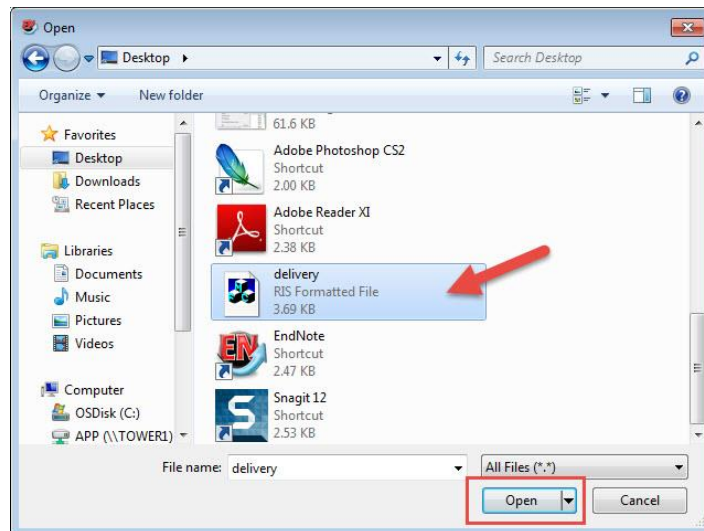 Open
Desktop
Search Desktop
Organize
New folder
Favorites
Desktop
Downloads
Recent Places
Libraries
Documents
Music
Pictures
Videos
Computer
OSDisk (C:)
APP (\\TOWER1)
61.6 KB
Adobe Photoshop CS2
Shortcut
2.00 KB
Adobe Reader XI
Shortcut
2.38 KB
delivery
RIS Formatted File
3.69 KB
EndNote
Shortcut
2.47 KB
Snagit 12
Shortcut
2.53 KB
File name: delivery
All Files (*.*)
Open
Cancel